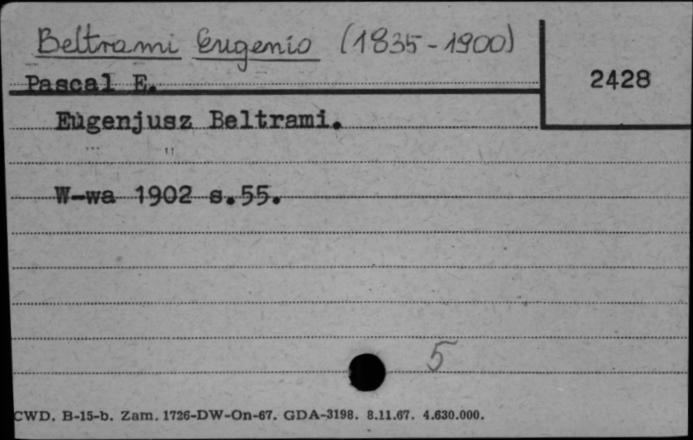 Beltrami Eugenio (1835-1900)
Pascal E.
2428
Eugenjusz Beltrami.
W-wa 1902 s.55.
5
CWD. B-15-b. Zam. 1726-DW-On-67. GDA-3198. 8.11.67. 4.630.000.